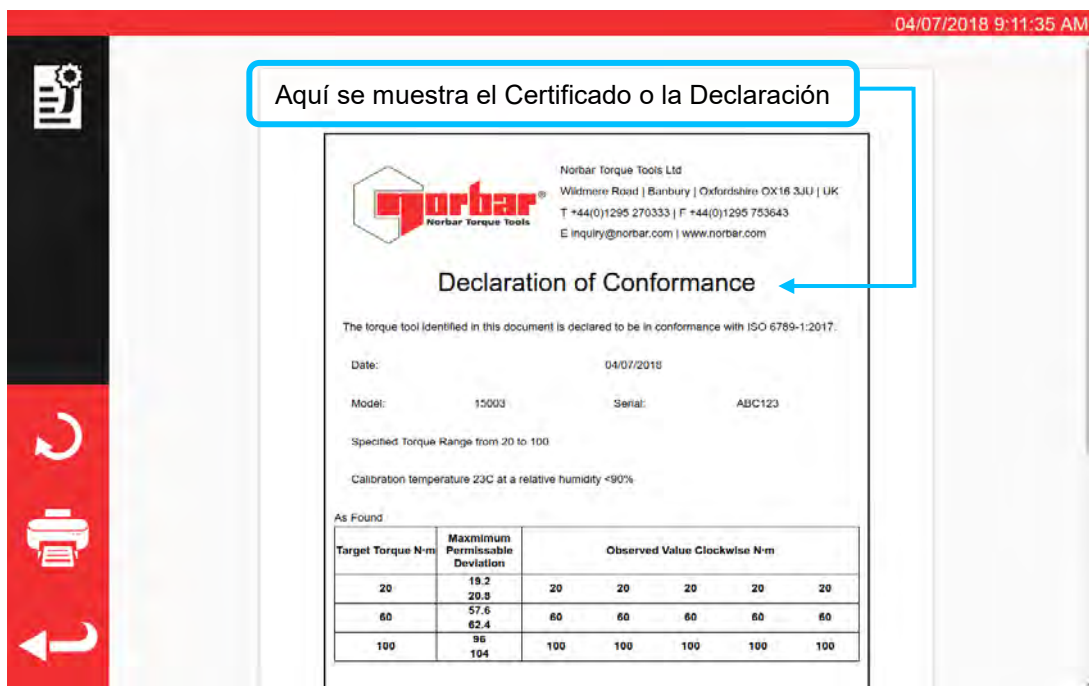 04/07/2018 9:11:35 AM
Aquí se muestra el Certificado o la Declaración
norbar®
Norbar Torque Tools
Norbar Torque Tools Ltd
Wildmere Road | Banbury | Oxfordshire OX16 3JU | UK
T +44(0)1295 270333 | F +44(0)1295 753643
E inquiry@norbar.com | www.norbar.com
Declaration of Conformance
The torque tool identified in this document is declared to be in conformance with ISO 6789-1:2017.
Date: 04/07/2018
Model: 15003 Serial: ABC123
Specified Torque Range from 20 to 100
Calibration temperature 23C at a relative humidity <90%
As Found
Target Torque N·m Maxmimum Permissable Deviation Observed Value Clockwise N·m
20 19.2 20.8 20 20 20 20 20
60 57.6 62.4 60 60 60 60 60
100 96 104 100 100 100 100 100